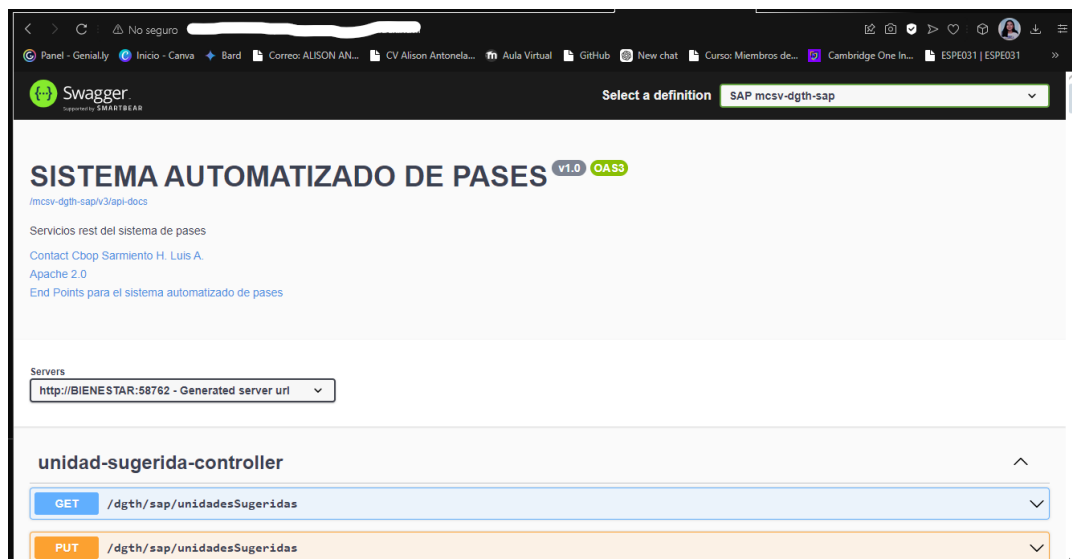 No seguro
Panel - Genial.ly Inicio - Canva Bard Correo: ALISON AN... CV Alison Antonela... Aula Virtual GitHub New chat Curso: Miembros de... Cambridge One In... ESPE031 | ESPE031 »
Swagger. Select a definition SAP mcsv-dgth-sap
Supported by SMARTBEAR
SISTEMA AUTOMATIZADO DE PASES v1.0 OAS3
/mcsv-dgth-sap/v3/api-docs
Servicios rest del sistema de pases
Contact Cbop Sarmiento H. Luis A.
Apache 2.0
End Points para el sistema automatizado de pases
Servers
http://BIENESTAR:58762 - Generated server url
unidad-sugerida-controller
GET /dgth/sap/unidadesSugeridas
PUT /dgth/sap/unidadesSugeridas